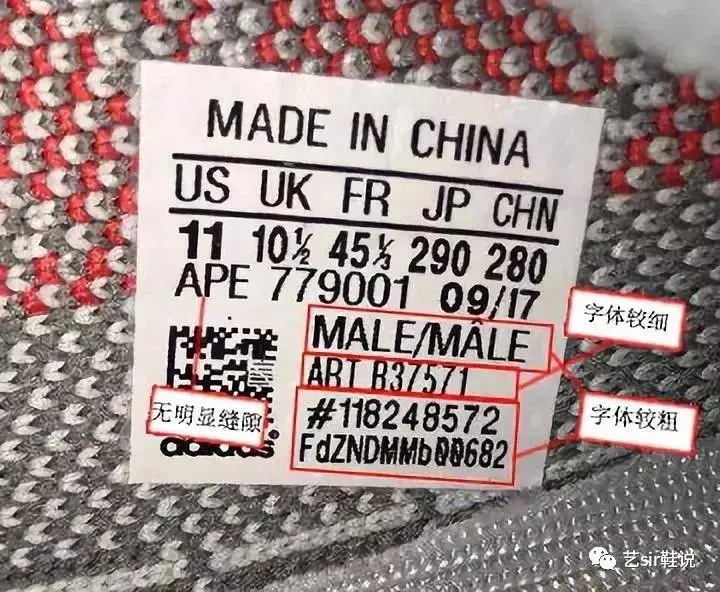 MADE IN CHINA
US UK FR JP CHN
11 10½ 45⅓ 290 280
APE 779001 09/17
MALE/MÂLE
ART B37571
#118248572
FdZNDMMb00682
adidas®
字体较细
字体较粗
无明显缝隙
艺sir鞋说